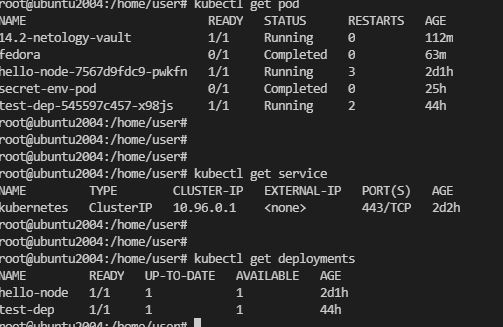 root@ubuntu2004:/home/user# kubectl get pod
NAME                          READY   STATUS      RESTARTS   AGE
14.2-netology-vault           1/1     Running     0          112m
fedora                        0/1     Completed   0          63m
hello-node-7567d9fdc9-pwkfn   1/1     Running     3          2d1h
secret-env-pod                0/1     Completed   0          25h
test-dep-545597c457-x98js     1/1     Running     2          44h
root@ubuntu2004:/home/user#
root@ubuntu2004:/home/user#
root@ubuntu2004:/home/user# kubectl get service
NAME         TYPE        CLUSTER-IP   EXTERNAL-IP   PORT(S)   AGE
kubernetes   ClusterIP   10.96.0.1    <none>        443/TCP   2d2h
root@ubuntu2004:/home/user#
root@ubuntu2004:/home/user#
root@ubuntu2004:/home/user# kubectl get deployments
NAME         READY   UP-TO-DATE   AVAILABLE   AGE
hello-node   1/1     1            1           2d1h
test-dep     1/1     1            1           44h
root@ubuntu2004:/home/user#